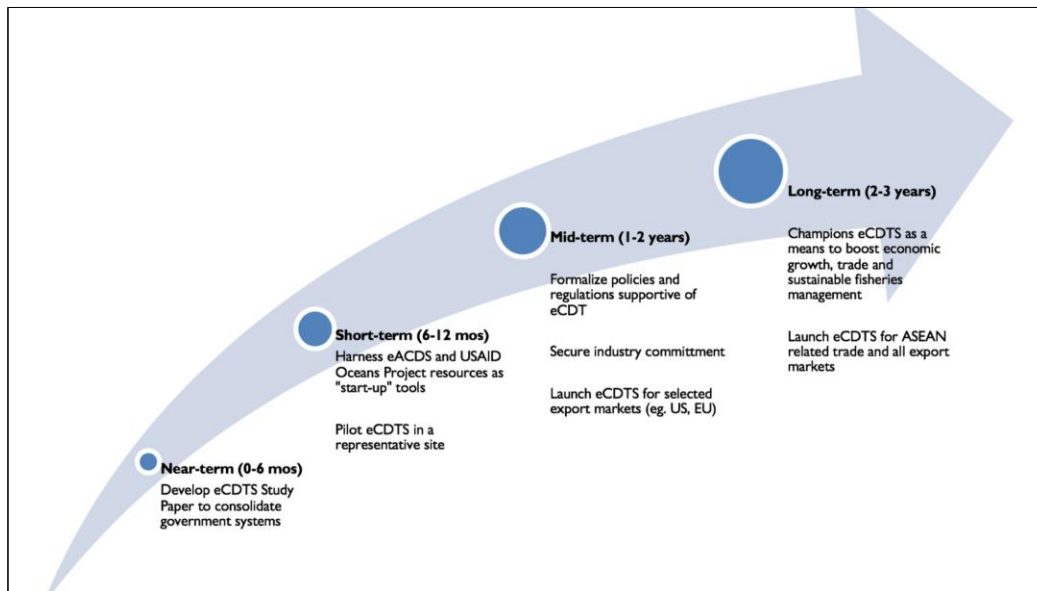 Near-term (0-6 mos)
Develop eCDTS Study
Paper to consolidate
government systems
Short-term (6-12 mos)
Harness eACDS and USAID
Oceans Project resources as
"start-up" tools
Pilot eCDTS in a
representative site
Mid-term (1-2 years)
Formalize policies and
regulations supportive of
eCDT
Secure industry committment
Launch eCDTS for selected
export markets (eg. US, EU)
Long-term (2-3 years)
Champions eCDTS as a
means to boost economic
growth, trade and
sustainable fisheries
management
Launch eCDTS for ASEAN
related trade and all export
markets